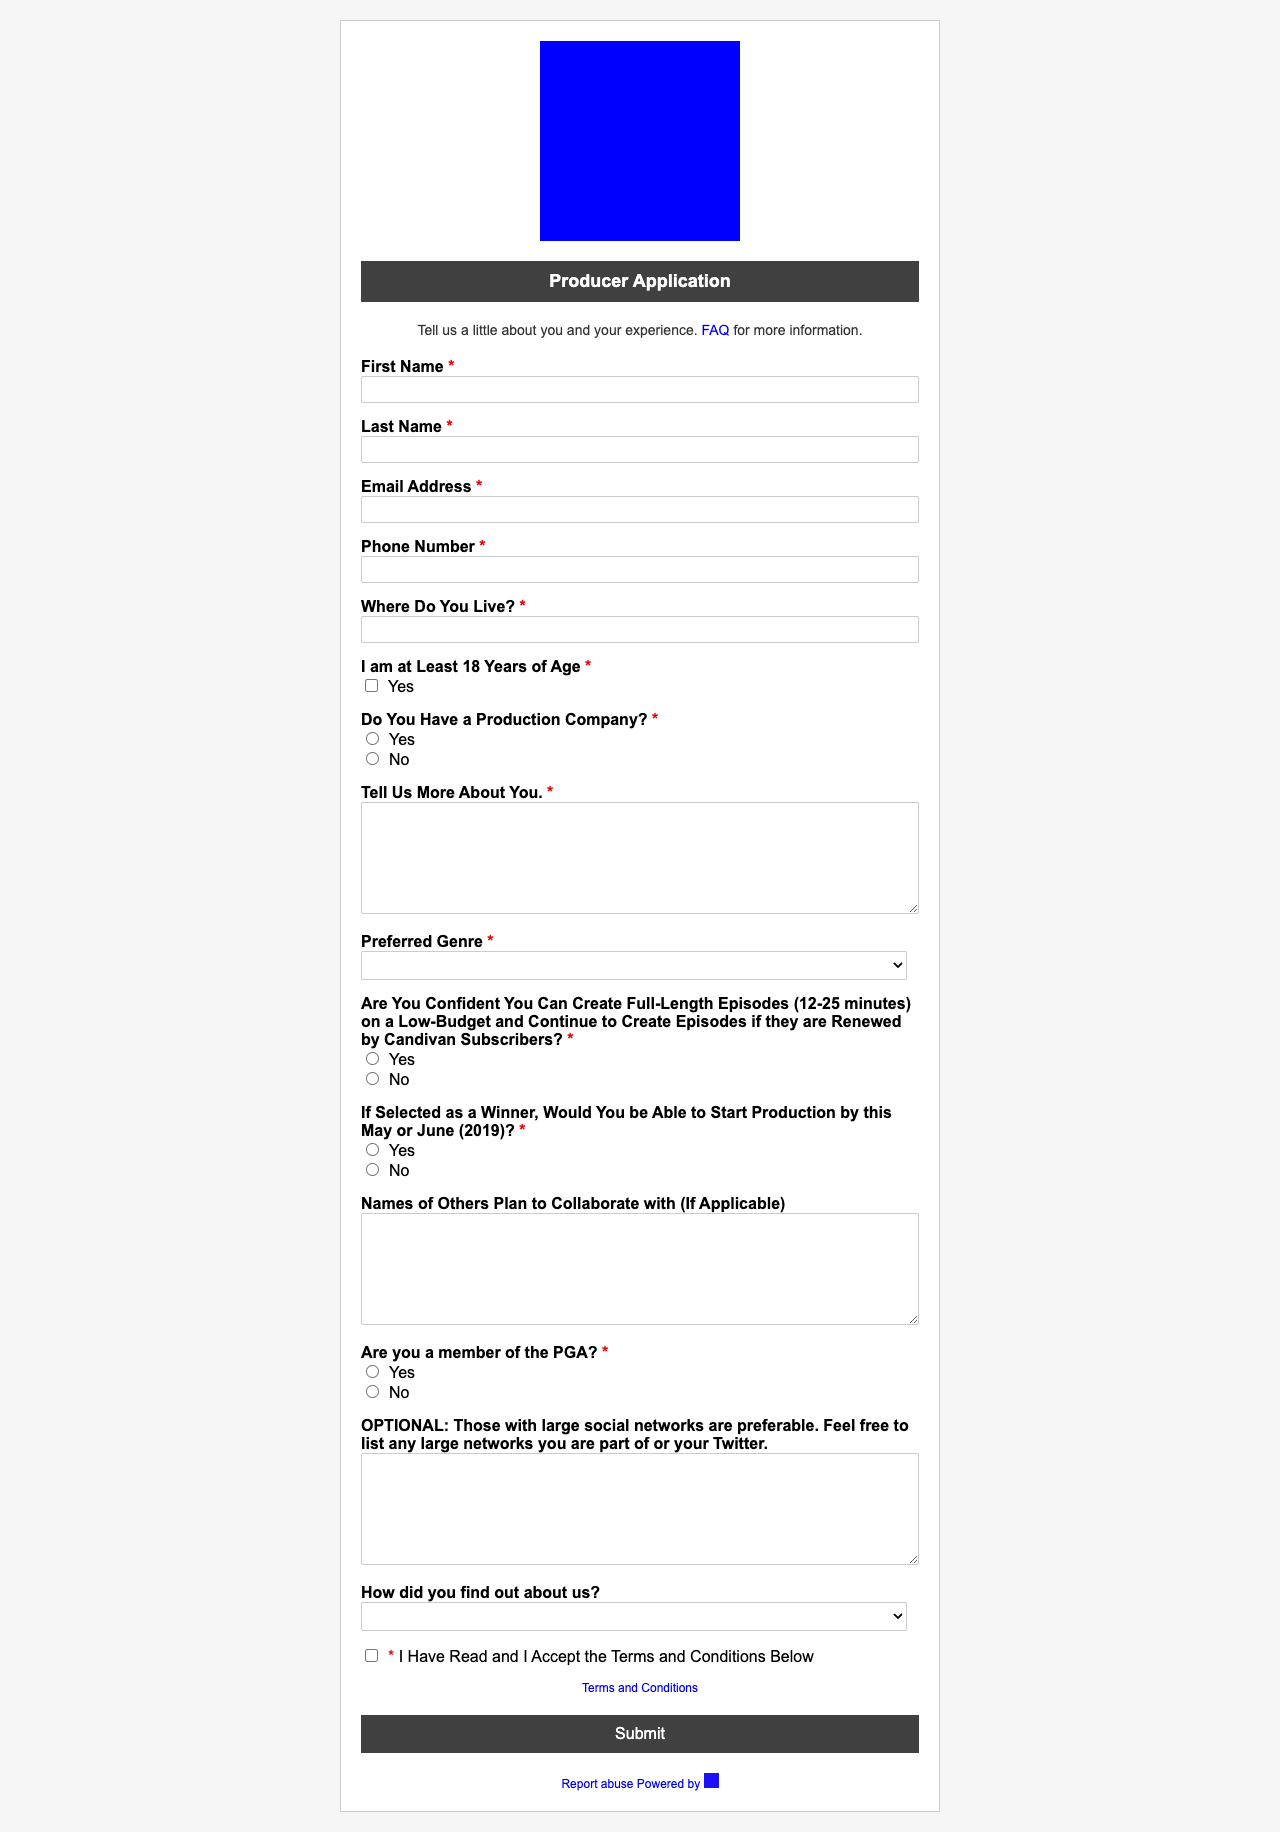 Producer Application
Tell us a little about you and your experience. FAQ for more information.
First Name *
Last Name *
Email Address *
Phone Number *
Where Do You Live? *
I am at Least 18 Years of Age *
Yes
Do You Have a Production Company? *
Yes
No
Tell Us More About You. *
Preferred Genre *
Are You Confident You Can Create Full-Length Episodes (12-25 minutes)
on a Low-Budget and Continue to Create Episodes if they are Renewed
by Candivan Subscribers? *
Yes
No
If Selected as a Winner, Would You be Able to Start Production by this
May or June (2019)? *
Yes
No
Names of Others Plan to Collaborate with (If Applicable)
Are you a member of the PGA? *
Yes
No
OPTIONAL: Those with large social networks are preferable. Feel free to
list any large networks you are part of or your Twitter.
How did you find out about us?
* I Have Read and I Accept the Terms and Conditions Below
Terms and Conditions
Submit
Report abuse Powered by